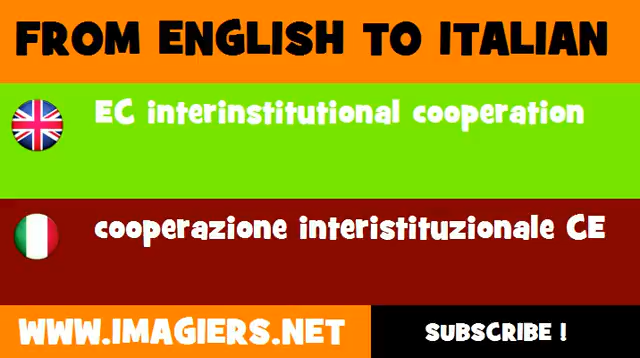 FROM ENGLISH TO ITALIAN
EC interinstitutional cooperation
cooperazione interistituzionale CE
WWW.IMAGIERS.NET
SUBSCRIBE !